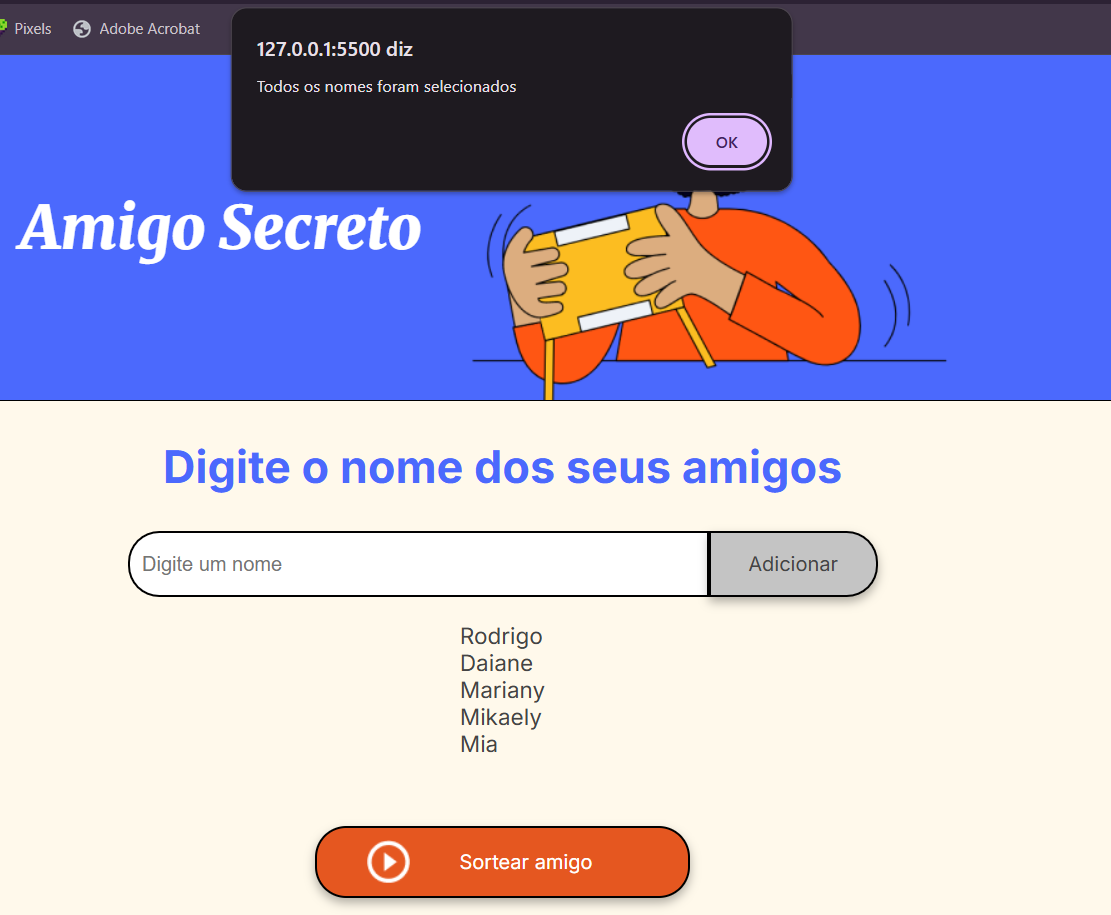 Pixels
Adobe Acrobat
127.0.0.1:5500 diz
Todos os nomes foram selecionados
OK
Amigo Secreto
Digite o nome dos seus amigos
Digite um nome
Adicionar
Rodrigo
Daiane
Mariany
Mikaely
Mia
Sortear amigo